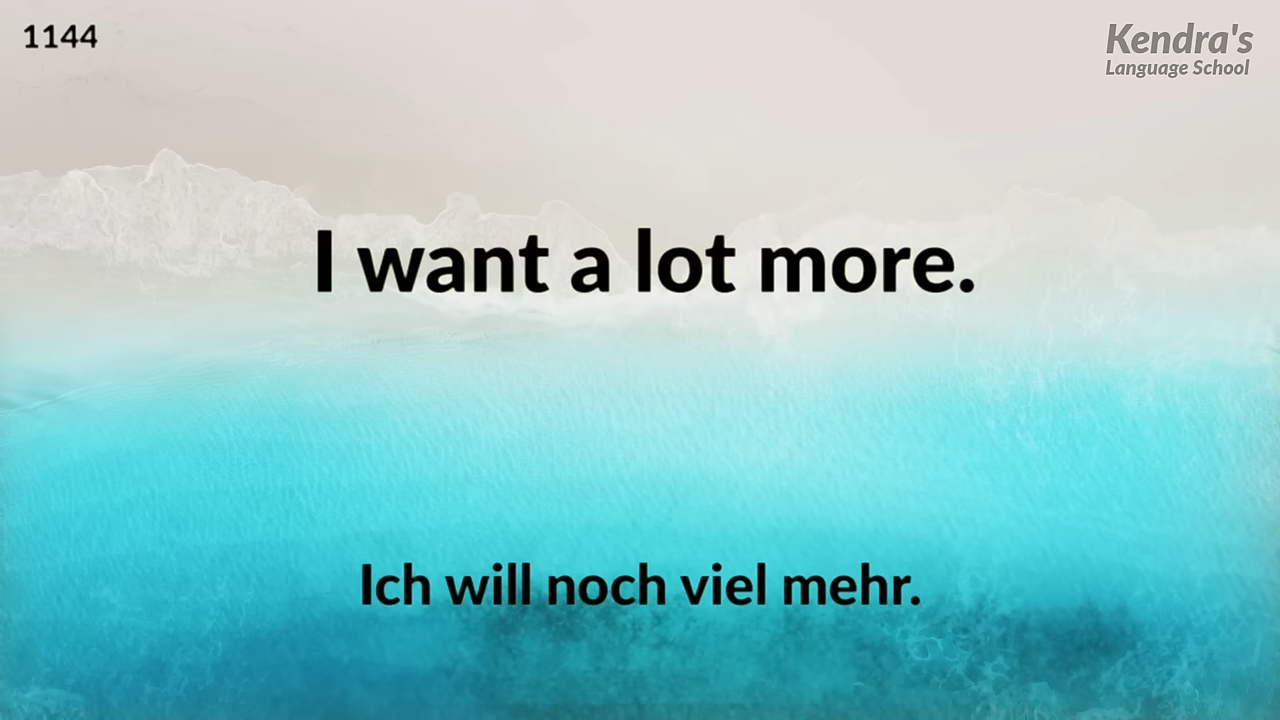 1144
Kendra's
Language School
I want a lot more.
Ich will noch viel mehr.